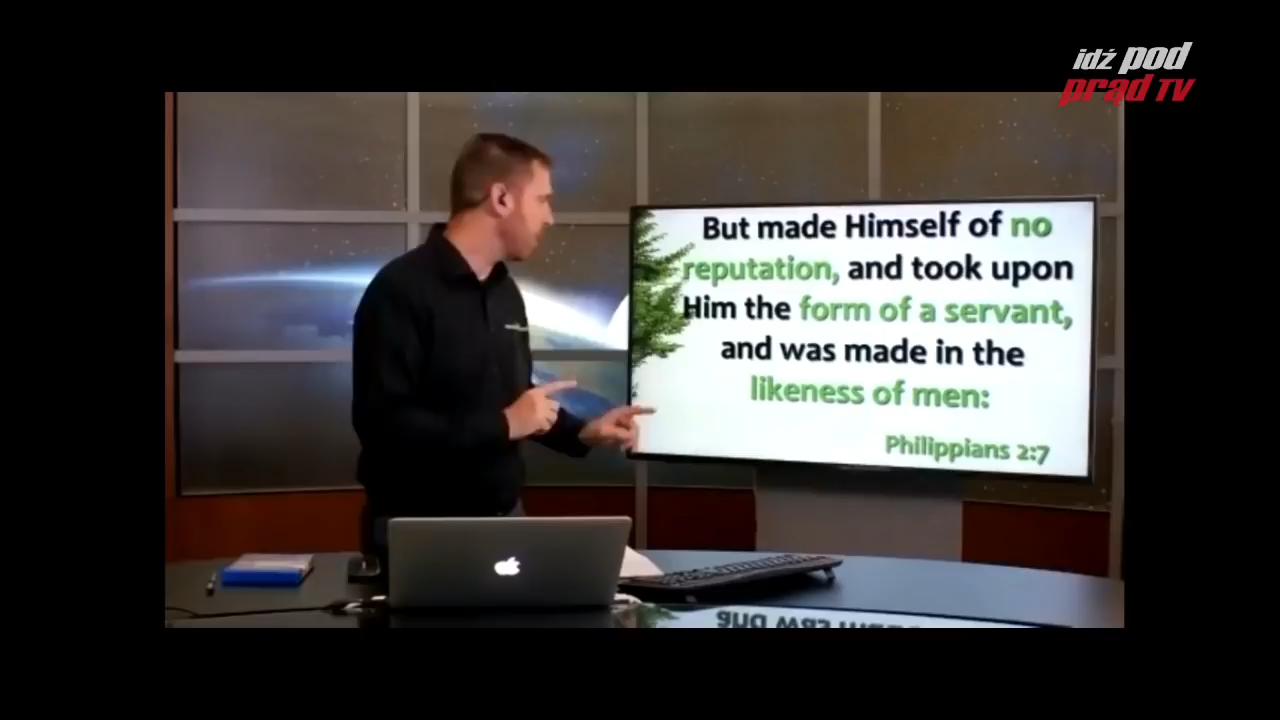 idź pod
prąd TV
But made Himself of no
reputation, and took upon
Him the form of a servant,
and was made in the
likeness of men:
Philippians 2:7